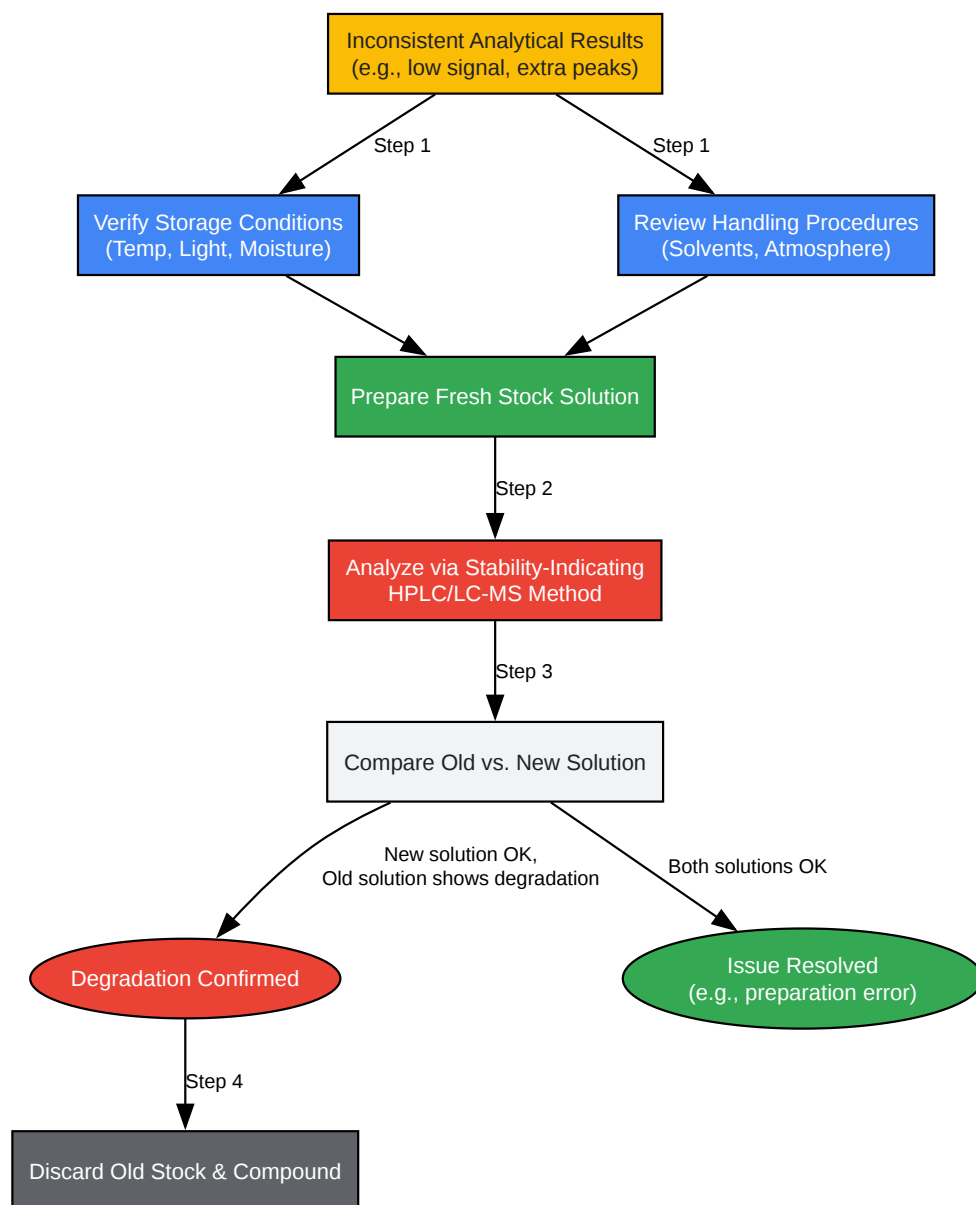 Inconsistent Analytical Results
(e.g., low signal, extra peaks)
Step 1
Step 1
Verify Storage Conditions
(Temp, Light, Moisture)
Review Handling Procedures
(Solvents, Atmosphere)
Prepare Fresh Stock Solution
Step 2
Analyze via Stability-Indicating
HPLC/LC-MS Method
Step 3
Compare Old vs. New Solution
New solution OK,
Old solution shows degradation
Both solutions OK
Degradation Confirmed
Issue Resolved
(e.g., preparation error)
Step 4
Discard Old Stock & Compound